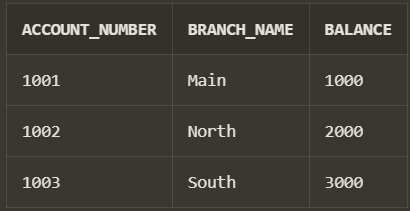 ACCOUNT_NUMBER BRANCH_NAME BALANCE
1001 Main 1000
1002 North 2000
1003 South 3000